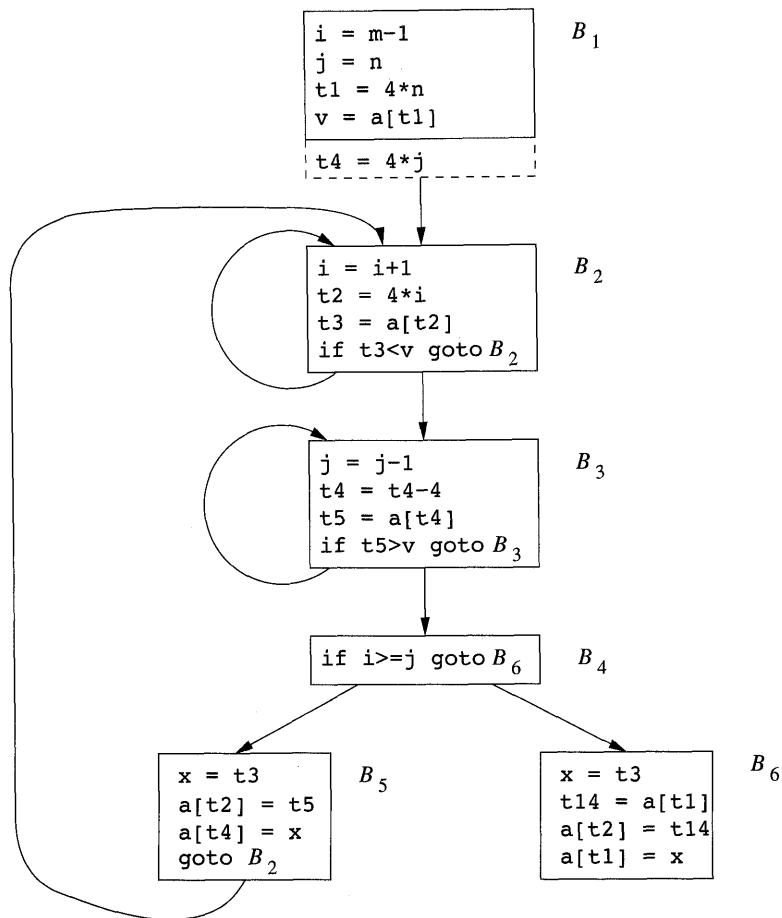 i = m-1
j = n
t1 = 4*n
v = a[t1]
t4 = 4*j
B1
i = i+1
t2 = 4*i
t3 = a[t2]
if t3<v goto B2
B2
j = j-1
t4 = t4-4
t5 = a[t4]
if t5>v goto B3
B3
if i>=j goto B6
B4
x = t3
a[t2] = t5
a[t4] = x
goto B2
B5
x = t3
t14 = a[t1]
a[t2] = t14
a[t1] = x
B6